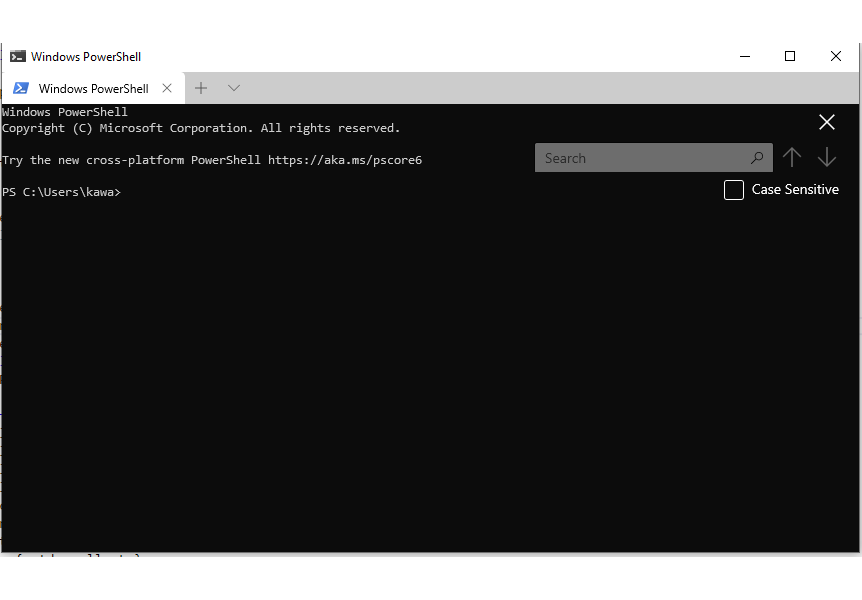 Windows PowerShell
Windows PowerShell
Windows PowerShell
Copyright (C) Microsoft Corporation. All rights reserved.
Try the new cross-platform PowerShell https://aka.ms/pscore6
Search
PS C:\Users\kawa>
Case Sensitive